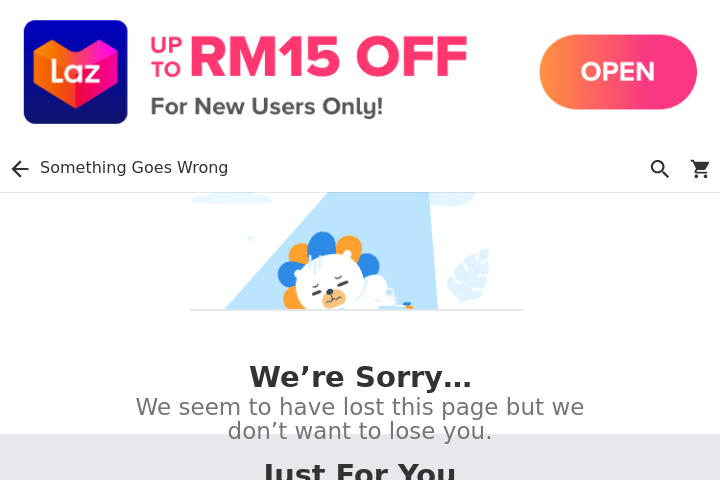 Laz
UP TO RM15 OFF
For New Users Only!
OPEN
Something Goes Wrong
We’re Sorry…
We seem to have lost this page but we
don’t want to lose you.
Just For You